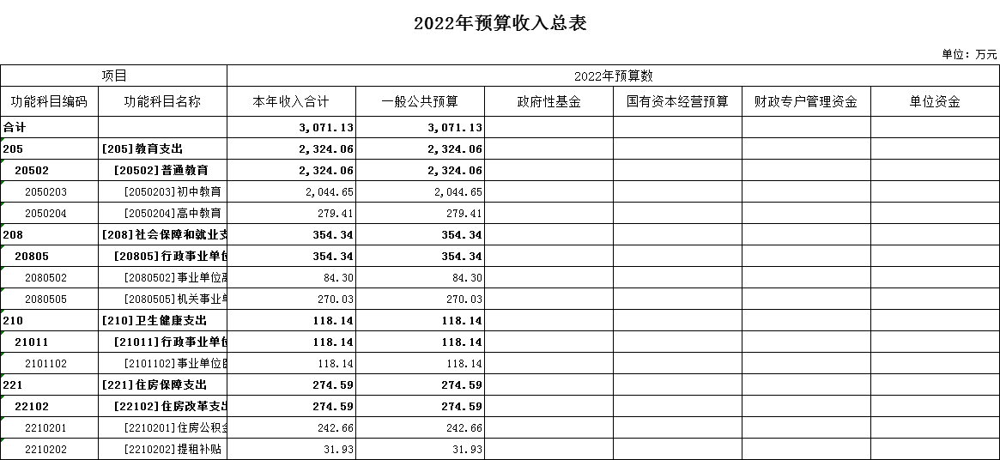 2022年预算收入总表
单位：万元
项目 2022年预算数
功能科目编码 功能科目名称 本年收入合计 一般公共预算 政府性基金 国有资本经营预算 财政专户管理资金 单位资金
合计 3,071.13 3,071.13
205 [205]教育支出 2,324.06 2,324.06
20502 [20502]普通教育 2,324.06 2,324.06
2050203 [2050203]初中教育 2,044.65 2,044.65
2050204 [2050204]高中教育 279.41 279.41
208 [208]社会保障和就业支 354.34 354.34
20805 [20805]行政事业单位 354.34 354.34
2080502 [2080502]事业单位 84.30 84.30
2080505 [2080505]机关事业单 270.03 270.03
210 [210]卫生健康支出 118.14 118.14
21011 [21011]行政事业单位 118.14 118.14
2101102 [2101102]事业单位 118.14 118.14
221 [221]住房保障支出 274.59 274.59
22102 [22102]住房改革支出 274.59 274.59
2210201 [2210201]住房公积金 242.66 242.66
2210202 [2210202]提租补贴 31.93 31.93